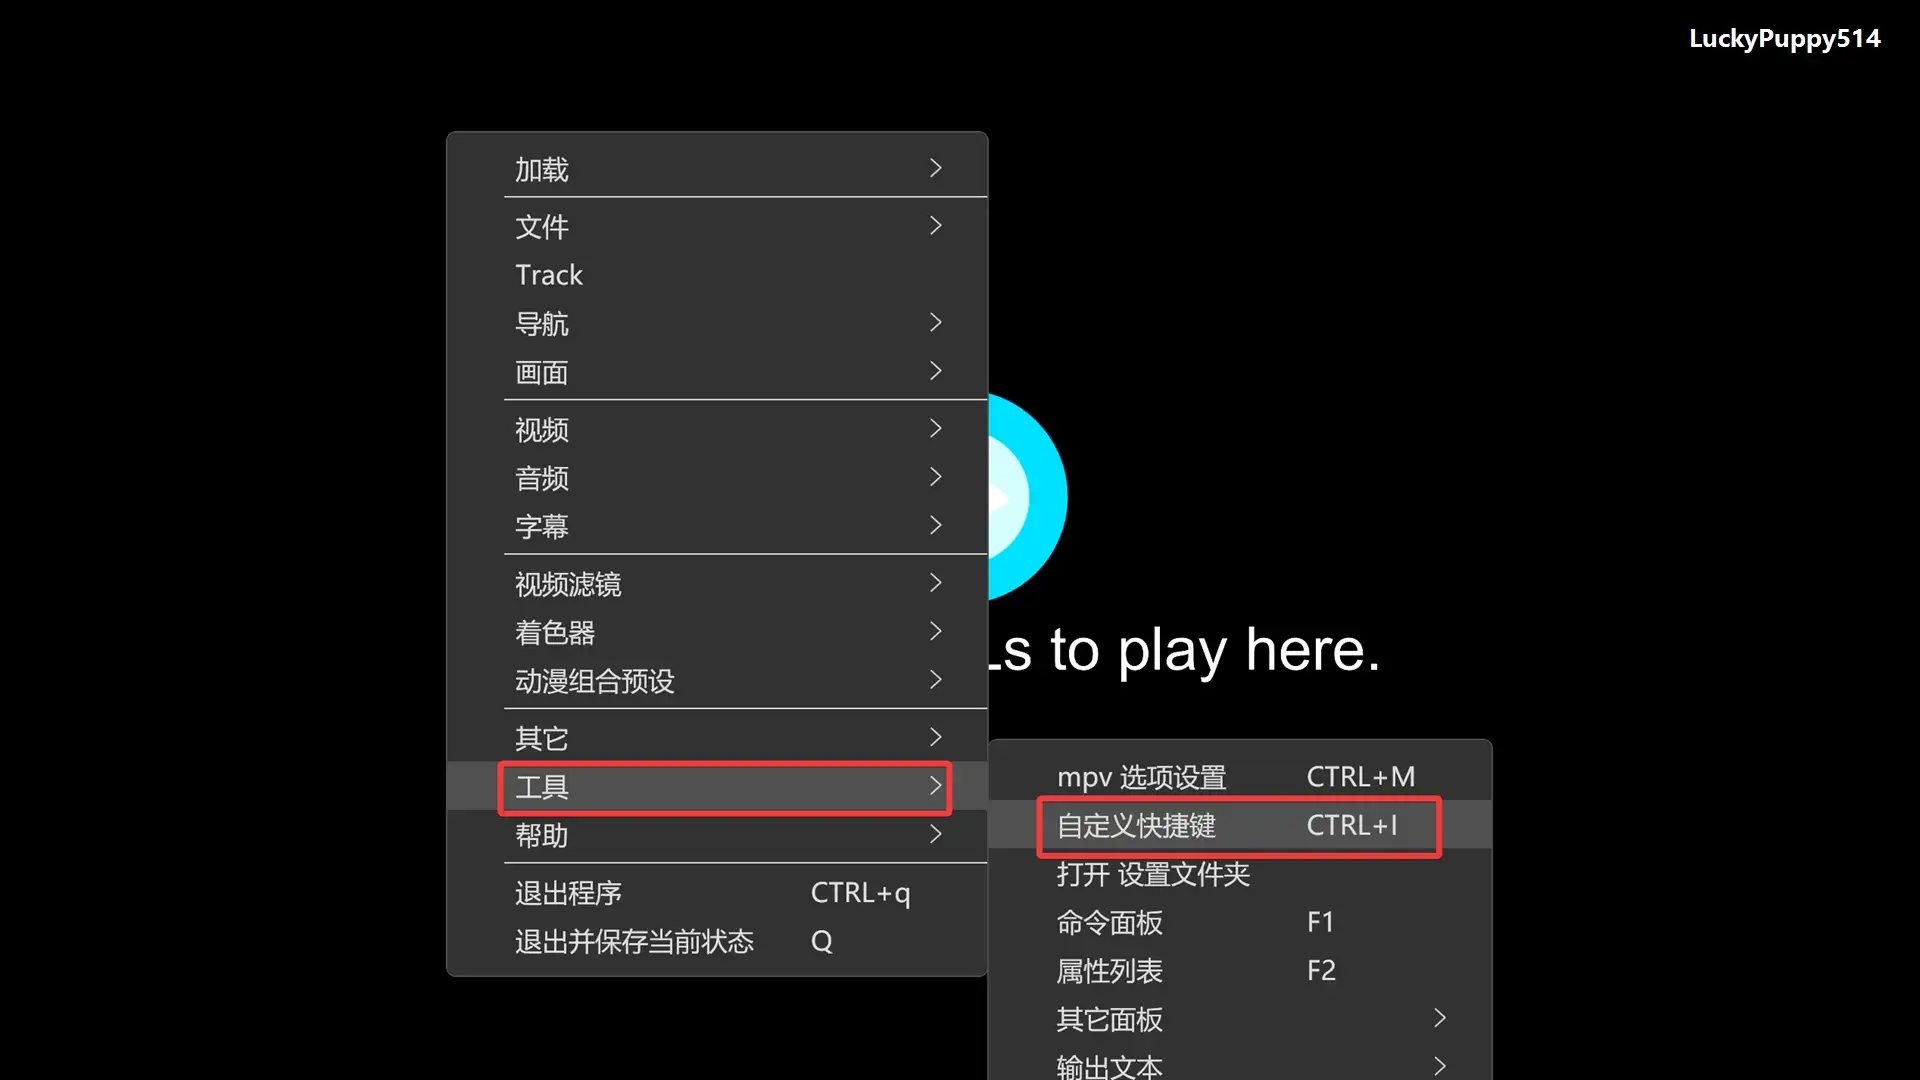 LuckyPuppy514
加载
文件
Track
导航
画面
视频
音频
字幕
视频滤镜
着色器
动漫组合预设
其它
工具
帮助
退出程序 CTRL+q
退出并保存当前状态 Q
s to play here.
mpv 选项设置 CTRL+M
自定义快捷键 CTRL+I
打开 设置文件夹
命令面板 F1
属性列表 F2
其它面板
输出文本